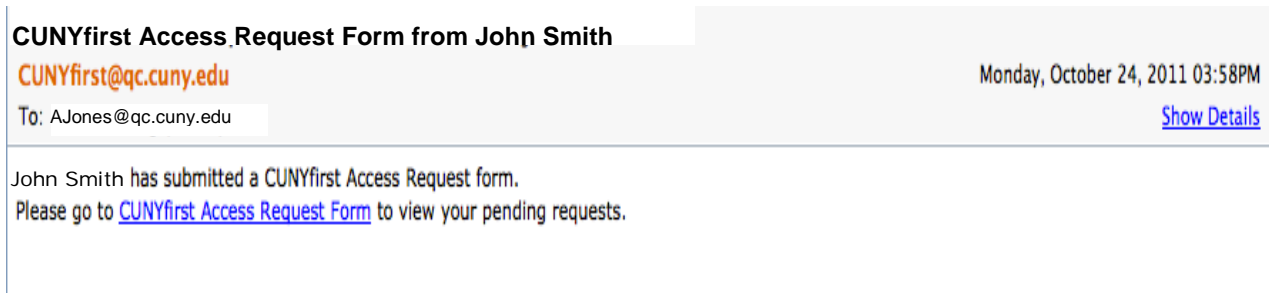 CUNYfirst Access Request Form from John Smith
CUNYfirst@qc.cuny.edu
Monday, October 24, 2011 03:58PM
To: AJones@qc.cuny.edu
Show Details
John Smith has submitted a CUNYfirst Access Request form.
Please go to CUNYfirst Access Request Form to view your pending requests.